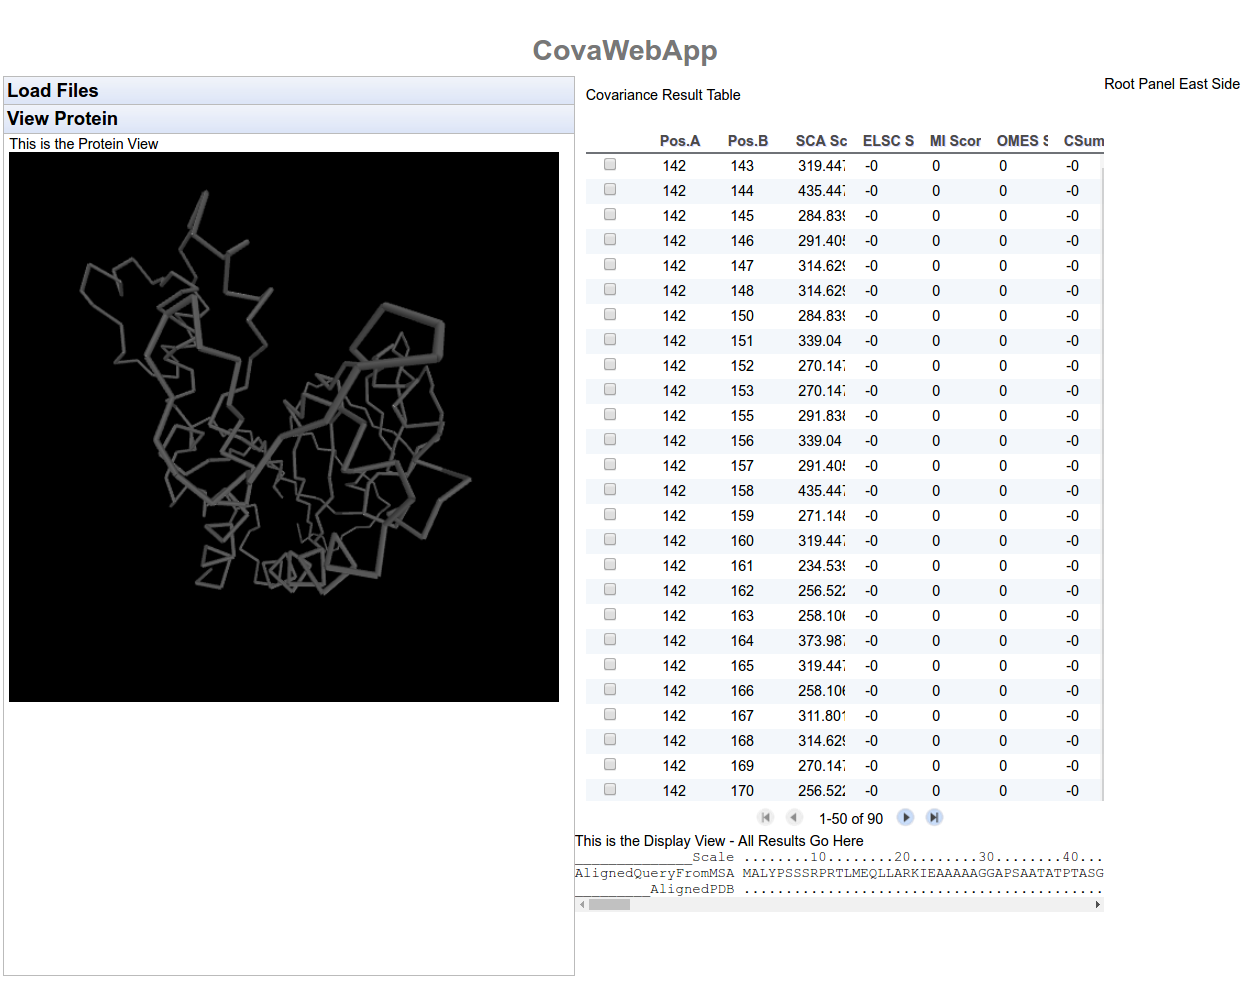 CovaWebApp
Load Files
View Protein
This is the Protein View
Covariance Result Table
Root Panel East Side
Pos.A Pos.B SCA Sc ELSC S MI Scor OMES S CSum
142 143 319.447 -0 0 0 -0
142 144 435.447 -0 0 0 -0
142 145 284.839 -0 0 0 -0
142 146 291.405 -0 0 0 -0
142 147 314.629 -0 0 0 -0
142 148 314.629 -0 0 0 -0
142 150 284.839 -0 0 0 -0
142 151 339.04 -0 0 0 -0
142 152 270.147 -0 0 0 -0
142 153 270.147 -0 0 0 -0
142 155 291.838 -0 0 0 -0
142 156 339.04 -0 0 0 -0
142 157 291.405 -0 0 0 -0
142 158 435.447 -0 0 0 -0
142 159 271.148 -0 0 0 -0
142 160 319.447 -0 0 0 -0
142 161 234.539 -0 0 0 -0
142 162 256.522 -0 0 0 -0
142 163 258.106 -0 0 0 -0
142 164 373.987 -0 0 0 -0
142 165 319.447 -0 0 0 -0
142 166 258.106 -0 0 0 -0
142 167 311.801 -0 0 0 -0
142 168 314.629 -0 0 0 -0
142 169 270.147 -0 0 0 -0
142 170 256.522 -0 0 0 -0
1-50 of 90
This is the Display View - All Results Go Here
______________Scale ........10........20........30........40...
AlignedQueryFromMSA MALYPSSSRPRTLMEQLLARKIEAAAAAGGAPSAATATPTASG
_________AlignedPDB ...........................................